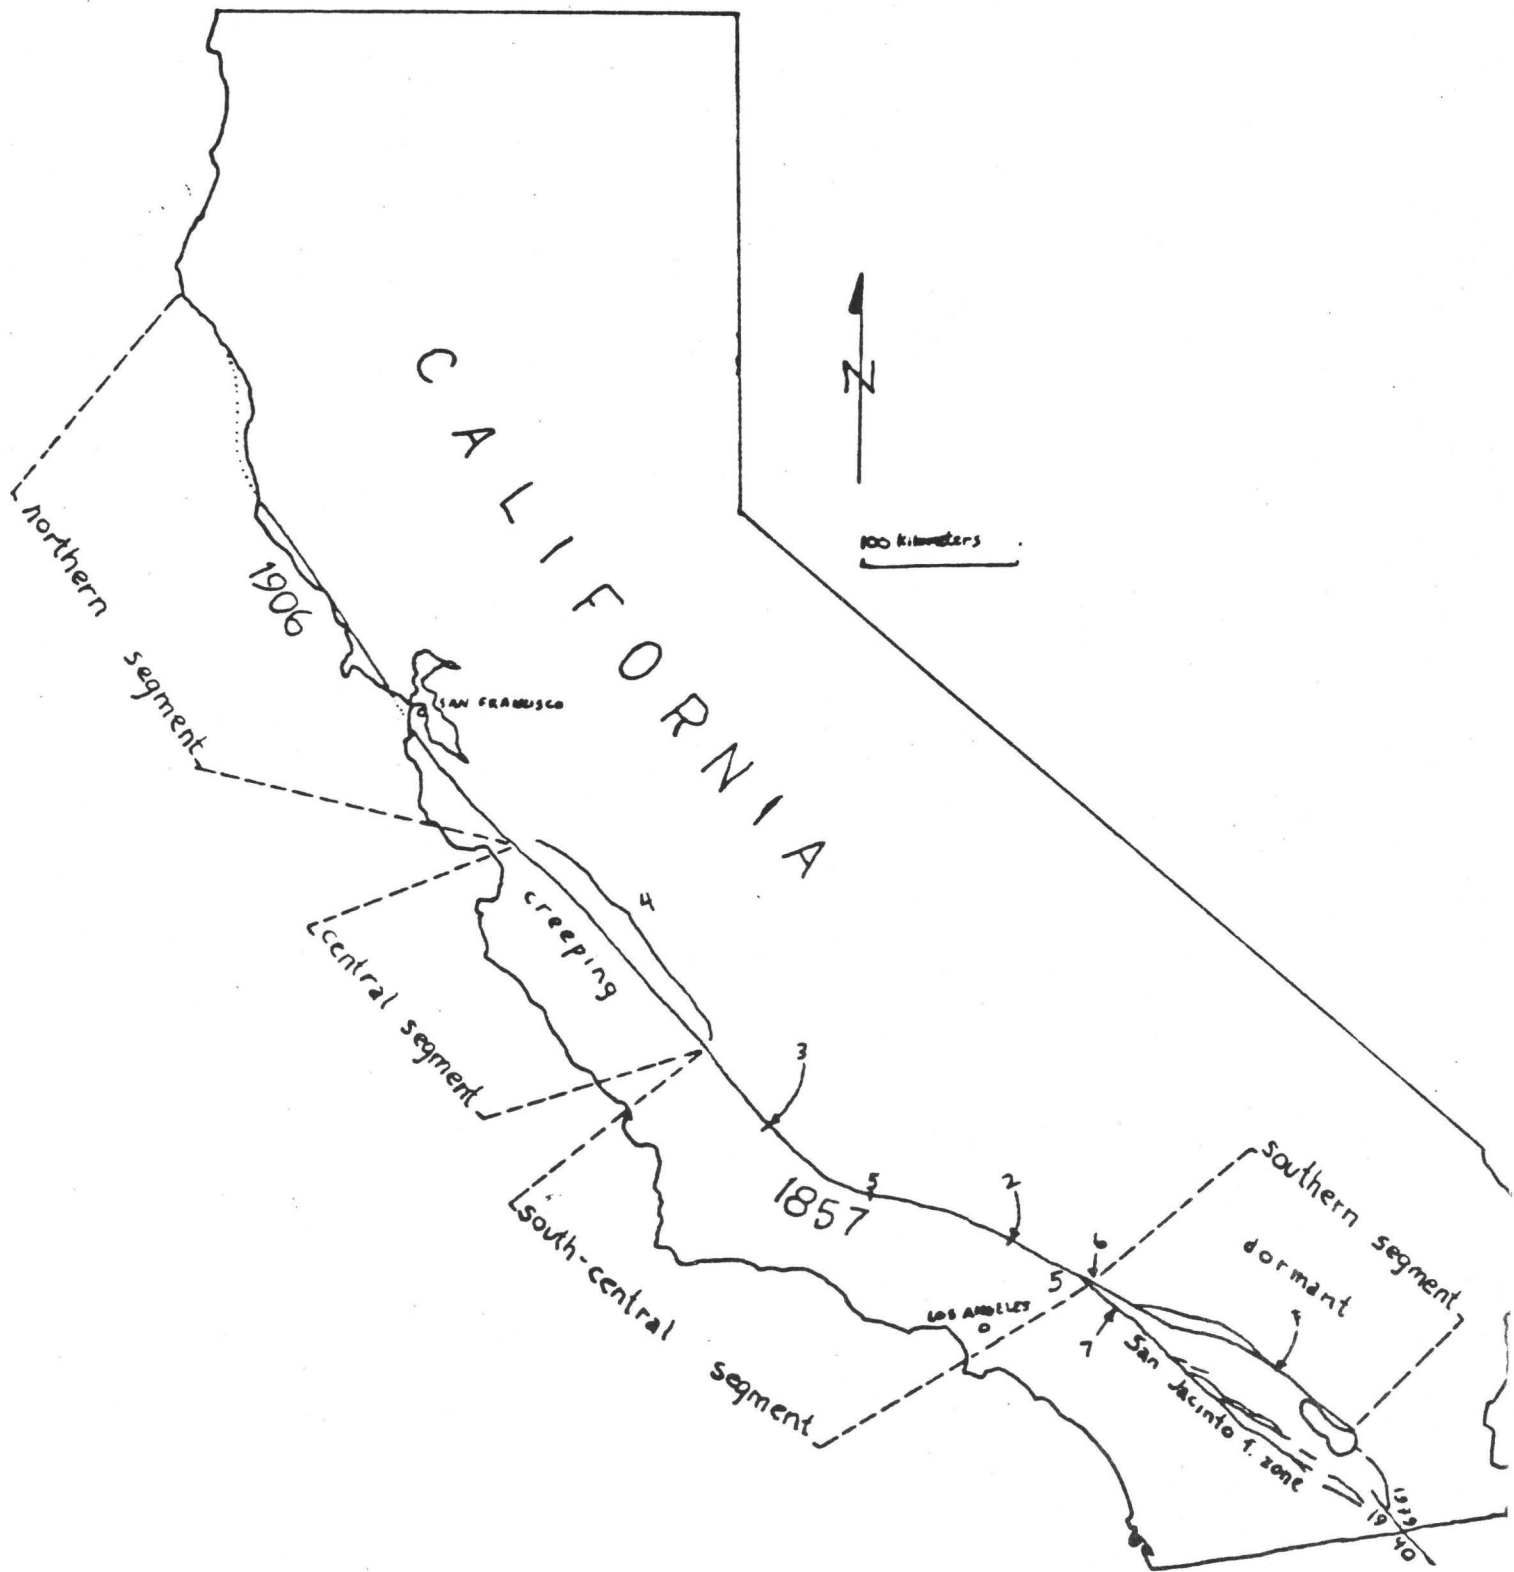 CALIFORNIA
N
100 kilometers
northern segment
1906
SAN FRANCISCO
4
creeping
central segment
3
5
1857
2
south-central segment
6
5
southern segment
dormant
LOS ANGELES
7
San Jacinto f. zone
1979
19 40